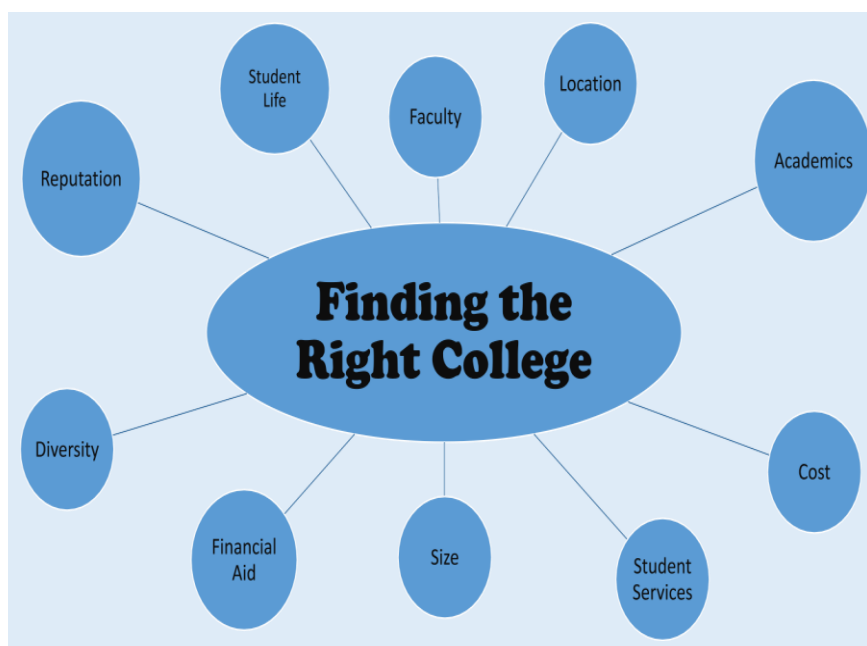 Student
Life
Faculty
Location
Reputation
Academics
Finding the
Right College
Diversity
Cost
Financial
Aid
Size
Student
Services